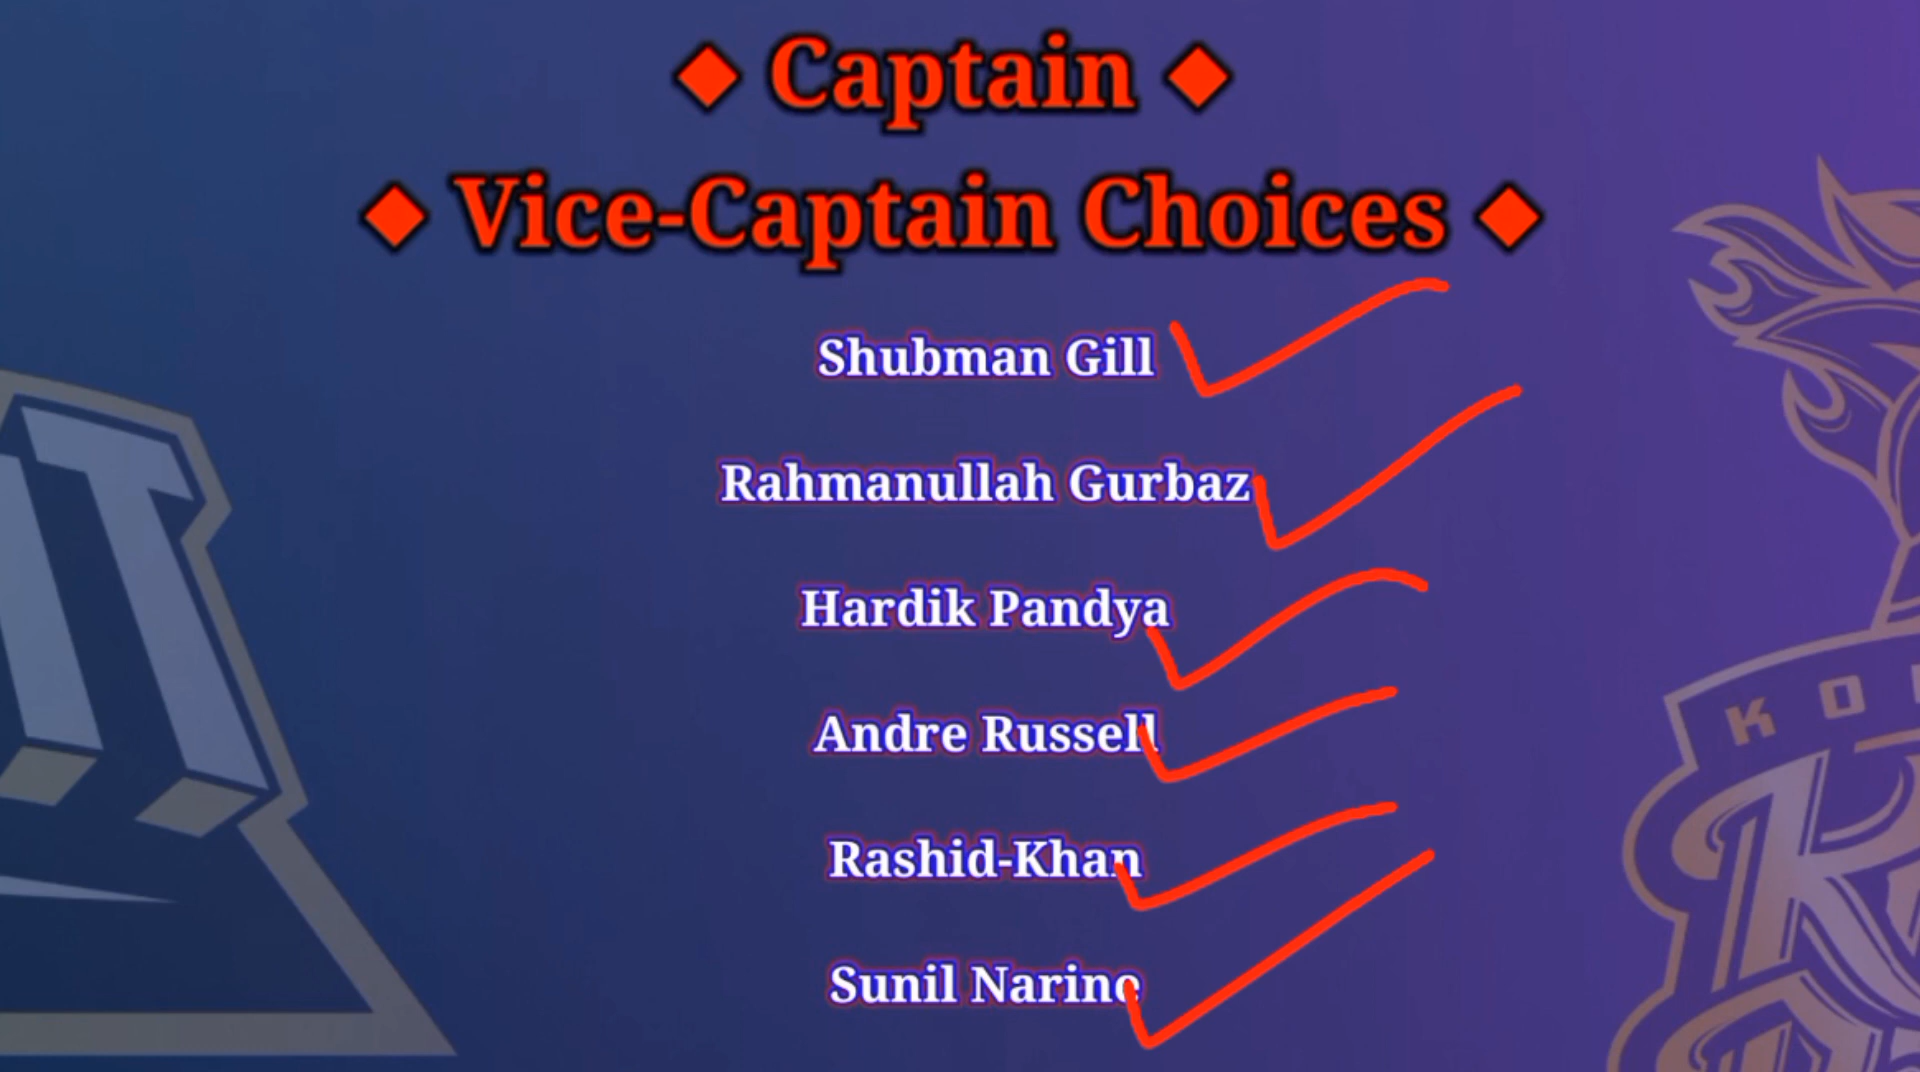 ◆ Captain ◆
◆ Vice-Captain Choices ◆
Shubman Gill
Rahmanullah Gurbaz
Hardik Pandya
Andre Russell
Rashid-Khan
Sunil Narine